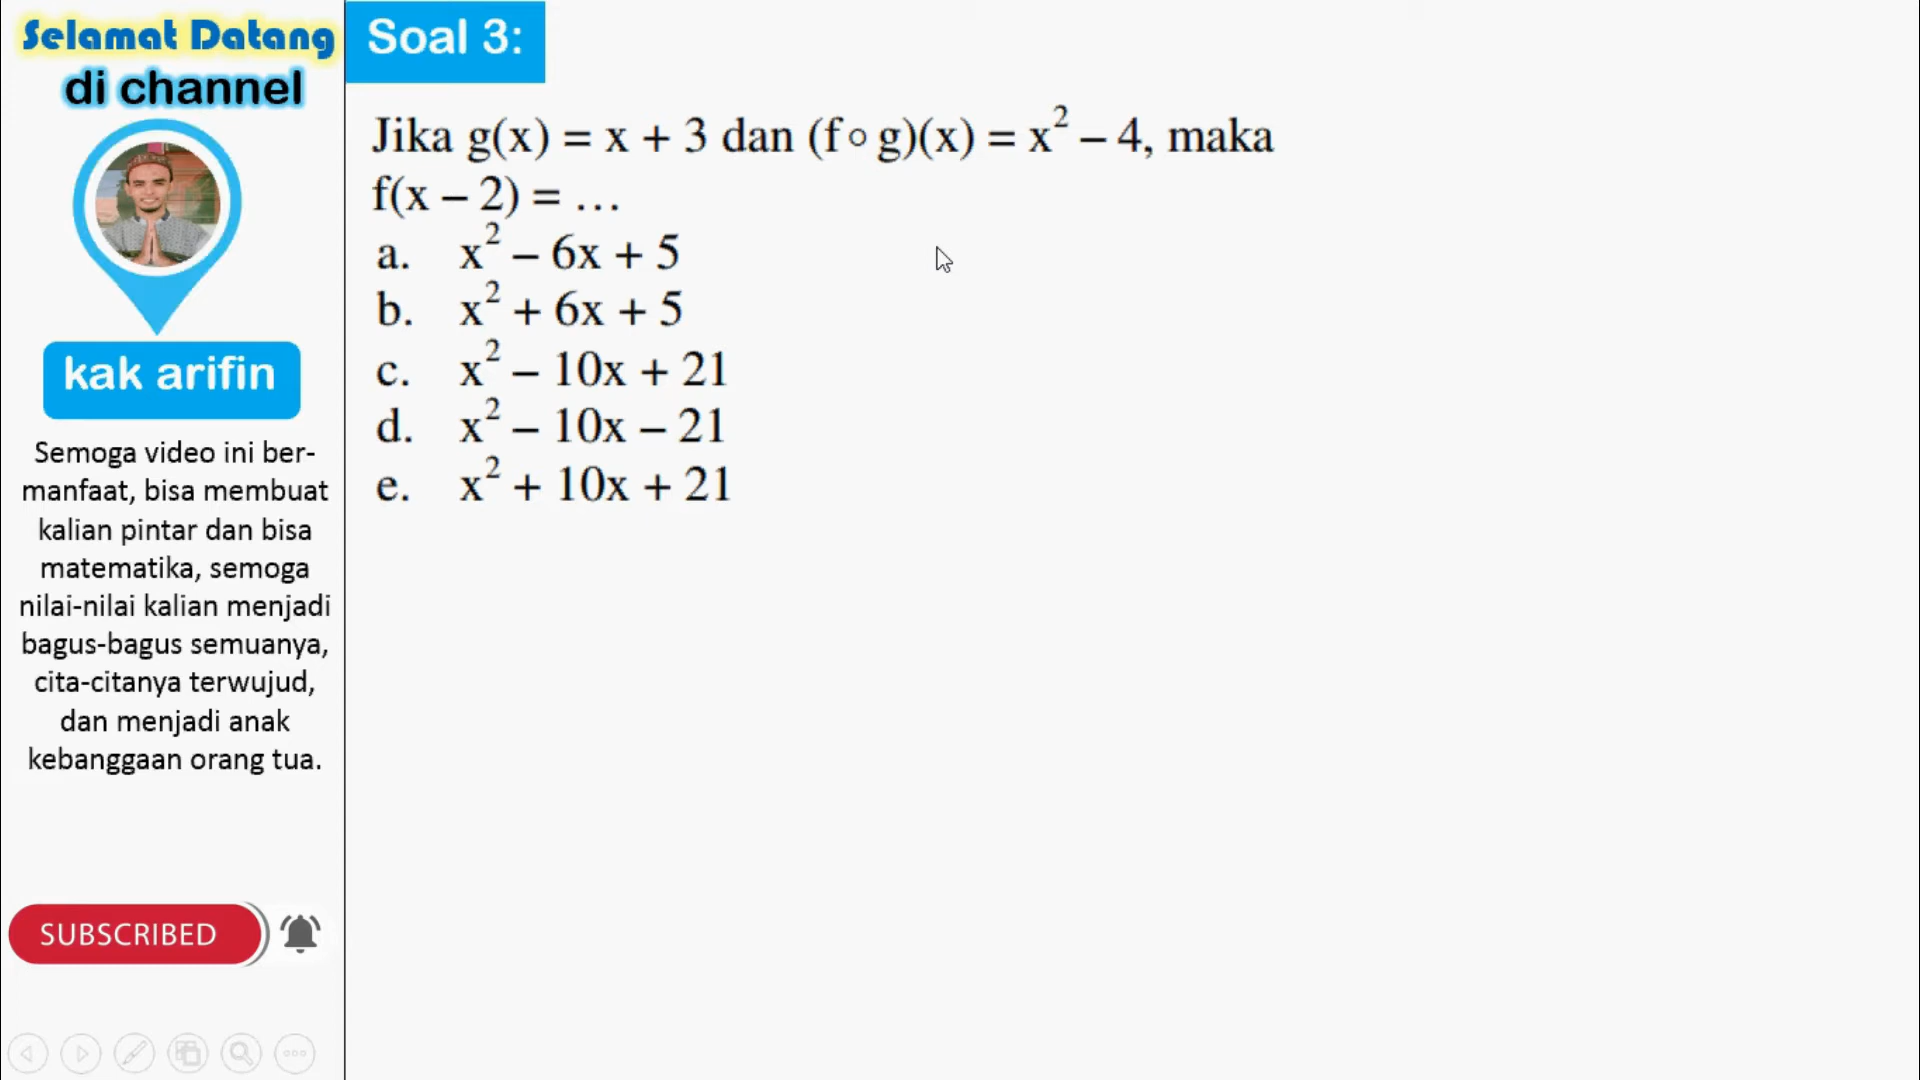 Selamat Datang
di channel
kak arifin
Semoga video ini ber-
manfaat, bisa membuat
kalian pintar dan bisa
matematika, semoga
nilai-nilai kalian menjadi
bagus-bagus semuanya,
cita-citanya terwujud,
dan menjadi anak
kebanggaan orang tua.
SUBSCRIBED
Soal 3:
Jika g(x) = x + 3 dan (f∘g)(x) = x² – 4, maka
f(x – 2) = …
a. x² – 6x + 5
b. x² + 6x + 5
c. x² – 10x + 21
d. x² – 10x – 21
e. x² + 10x + 21